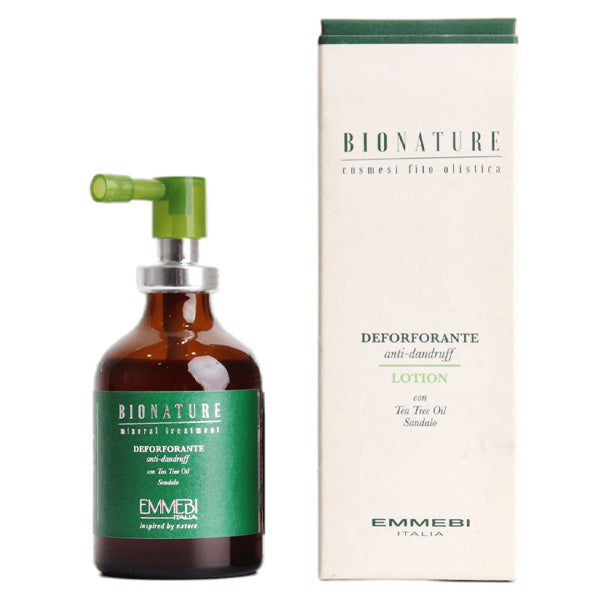 BIONATURE
cosmesi fito olistica
DEFORFORANTE
anti-dandruff
LOTION
con
Tea Tree Oil
Sandalo
EMMEBI
ITALIA
BIONATURE
mineral treatment
DEFORFORANTE
anti-dandruff
con Tea Tree Oil
Sandalo
EMMEBI
ITALIA
inspired by nature